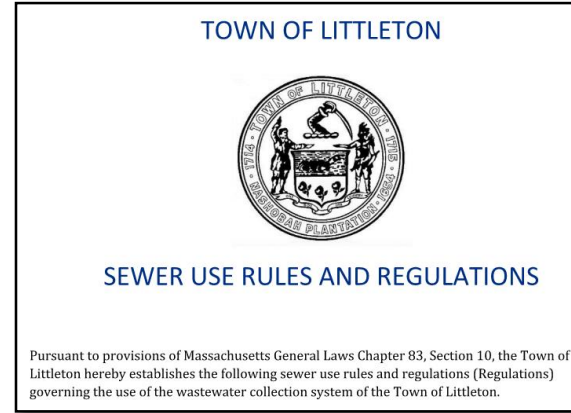 TOWN OF LITTLETON
· 1714 · TOWN OF LITTLETON · 1715 ·
NASHOBAH PLANTATION · 1654
SEWER USE RULES AND REGULATIONS
Pursuant to provisions of Massachusetts General Laws Chapter 83, Section 10, the Town of
Littleton hereby establishes the following sewer use rules and regulations (Regulations)
governing the use of the wastewater collection system of the Town of Littleton.